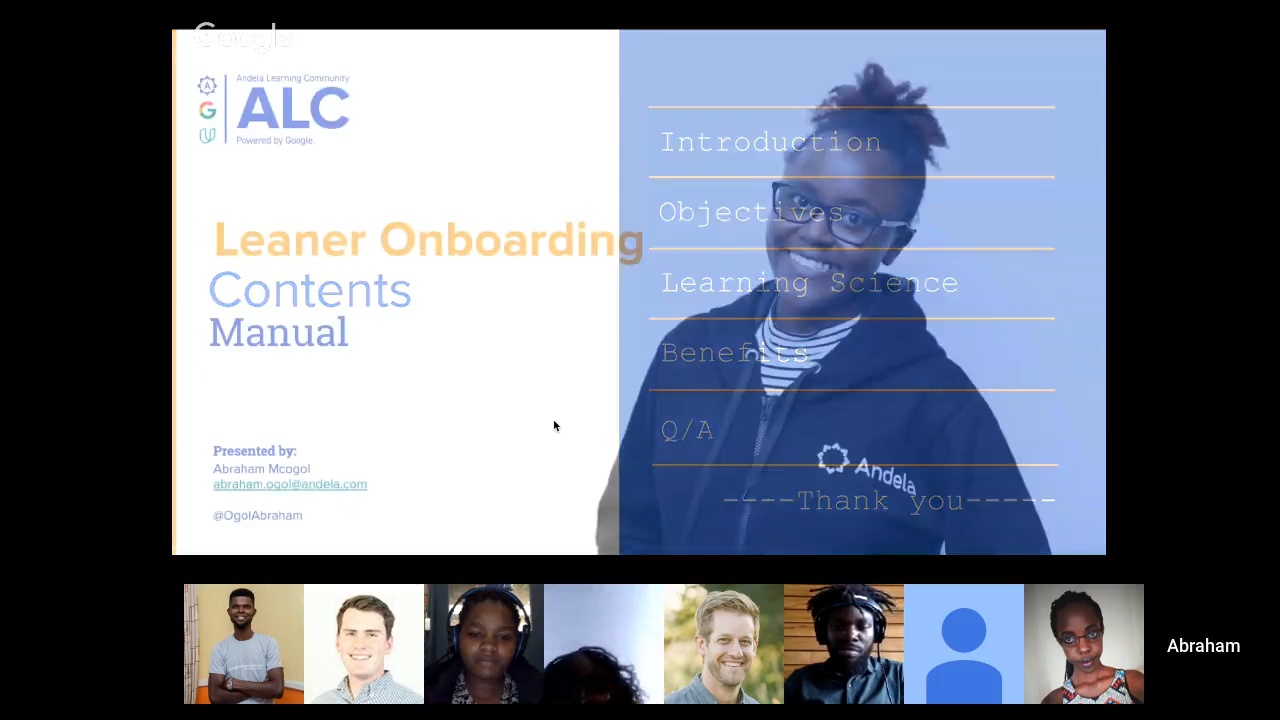 Google
Andela Learning Community
ALC
Powered by Google.
A
G
U
Leaner Onboarding
Contents
Manual
Presented by:
Abraham Mcogol
abraham.ogol@andela.com
@OgolAbraham
Introduction
Objectives
Learning Science
Benefits
Q/A
Andela
----Thank you-----
Abraham